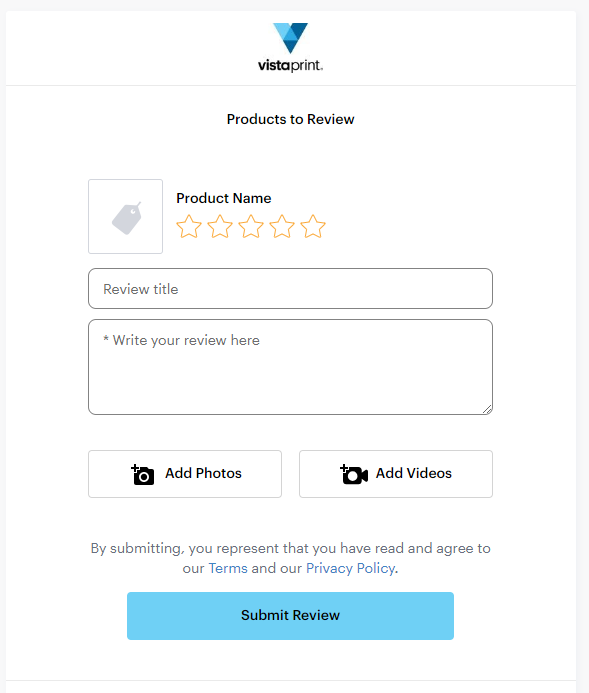 vistaprint.
Products to Review
Product Name
Review title
* Write your review here
Add Photos
Add Videos
By submitting, you represent that you have read and agree to
our Terms and our Privacy Policy.
Submit Review